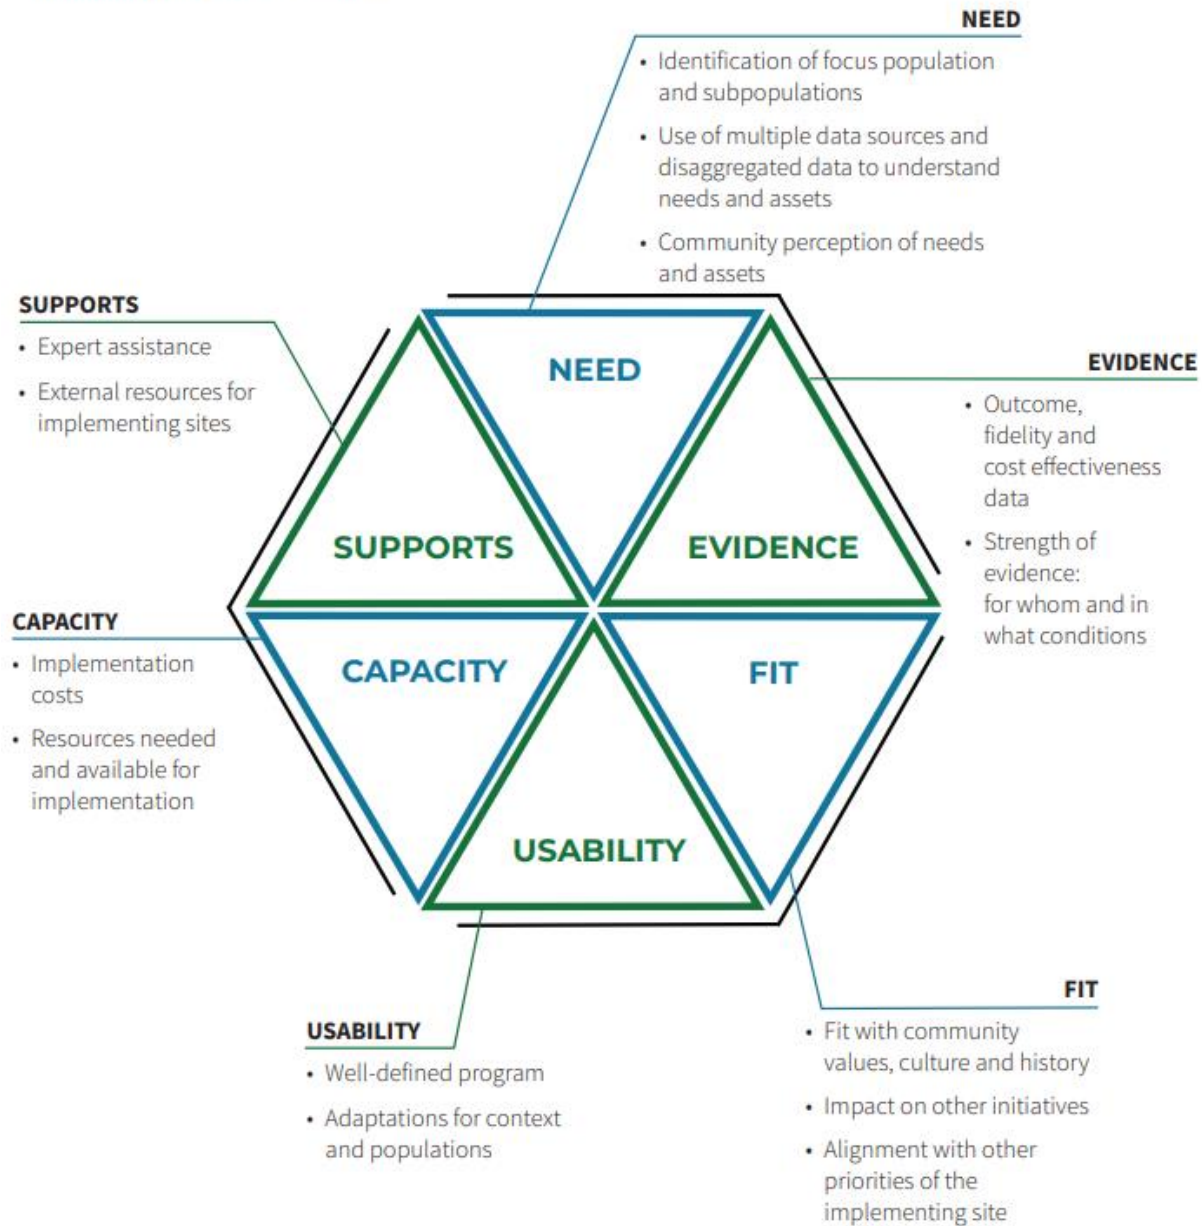 NEED
• Identification of focus population
and subpopulations
• Use of multiple data sources and
disaggregated data to understand
needs and assets
• Community perception of needs
and assets
SUPPORTS
• Expert assistance
• External resources for
implementing sites
EVIDENCE
• Outcome,
fidelity and
cost effectiveness
data
• Strength of
evidence:
for whom and in
what conditions
NEED
SUPPORTS
EVIDENCE
CAPACITY
FIT
USABILITY
CAPACITY
• Implementation
costs
• Resources needed
and available for
implementation
USABILITY
• Well-defined program
• Adaptations for context
and populations
FIT
• Fit with community
values, culture and history
• Impact on other initiatives
• Alignment with other
priorities of the
implementing site